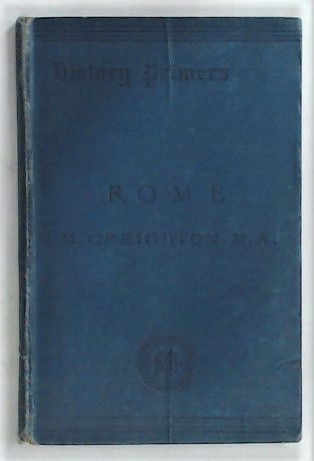 History Primers
ROME
M. CREIGHTON M.A.
M